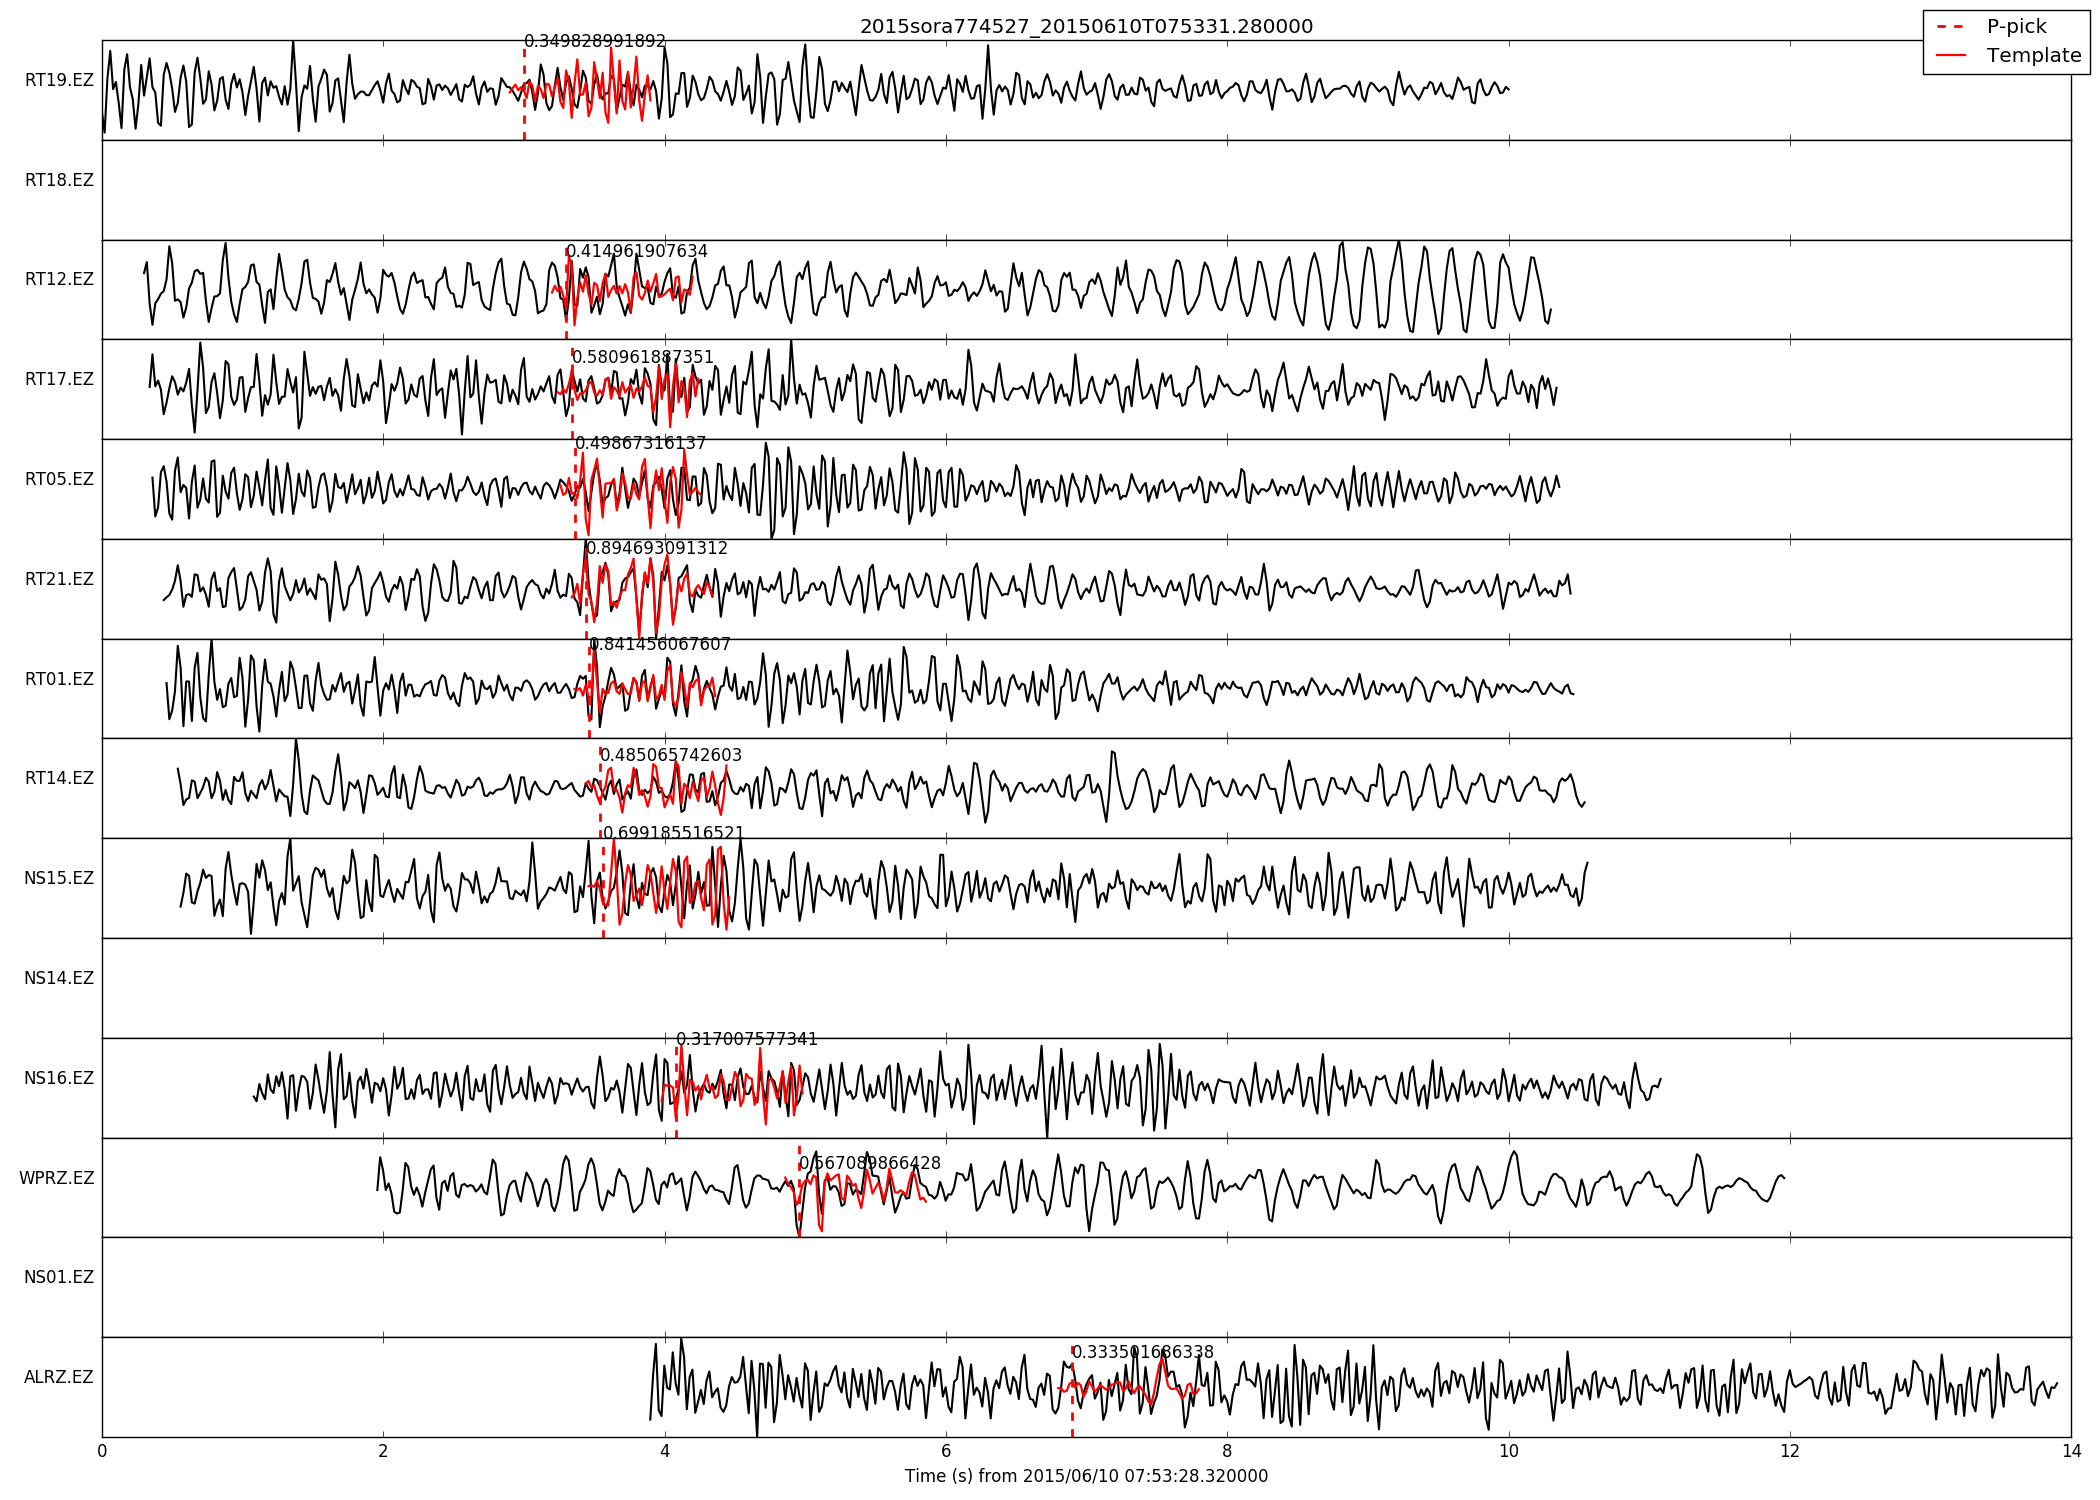 2015sora774527_20150610T075331.280000
P-pick
Template
RT19.EZ
0.349828991892
RT18.EZ
RT12.EZ
0.414961907634
RT17.EZ
0.580961887351
RT05.EZ
0.49867316137
RT21.EZ
0.894693091312
RT01.EZ
0.841456067607
RT14.EZ
0.485065742603
NS15.EZ
0.699185516521
NS14.EZ
NS16.EZ
0.317007577341
WPRZ.EZ
0.567089866428
NS01.EZ
ALRZ.EZ
0.333501686338
0 2 4 6 8 10 12 14
Time (s) from 2015/06/10 07:53:28.320000